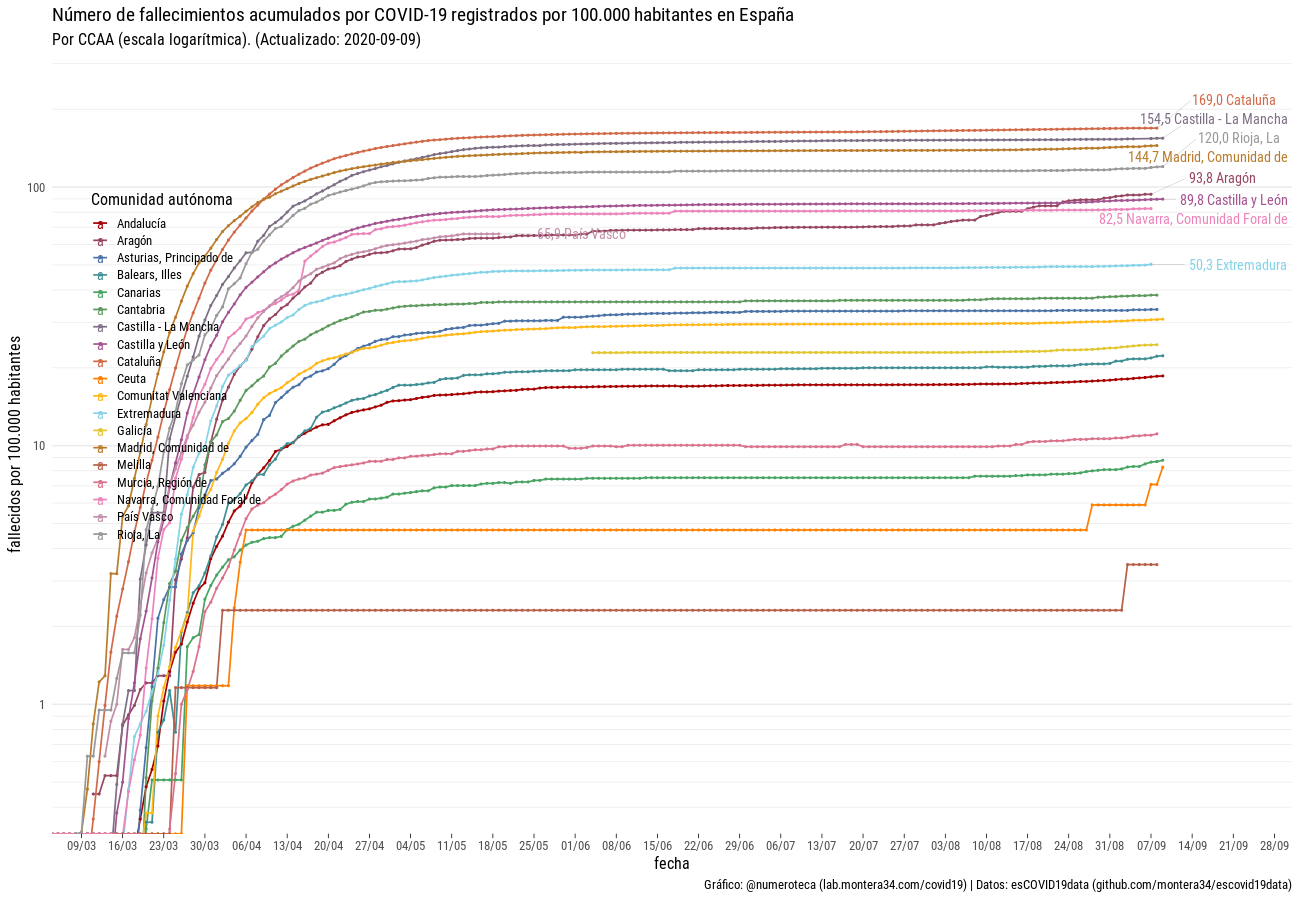 Número de fallecimientos acumulados por COVID-19 registrados por 100.000 habitantes en España
Por CCAA (escala logarítmica). (Actualizado: 2020-09-09)
169,0 Cataluña
154,5 Castilla - La Mancha
120,0 Rioja, La
144,7 Madrid, Comunidad de
93,8 Aragón
89,8 Castilla y León
82,5 Navarra, Comunidad Foral de
65,9 País Vasco
50,3 Extremadura
Comunidad autónoma
Andalucía
Aragón
Asturias, Principado de
Balears, Illes
Canarias
Cantabria
Castilla - La Mancha
Castilla y León
Cataluña
Ceuta
Comunitat Valenciana
Extremadura
Galicia
Madrid, Comunidad de
Melilla
Murcia, Región de
Navarra, Comunidad Foral de
País Vasco
Rioja, La
100
10
1
fallecidos por 100.000 habitantes
09/03 16/03 23/03 30/03 06/04 13/04 20/04 27/04 04/05 11/05 18/05 25/05 01/06 08/06 15/06 22/06 29/06 06/07 13/07 20/07 27/07 03/08 10/08 17/08 24/08 31/08 07/09 14/09 21/09 28/09
fecha
Gráfico: @numeroteca (lab.montera34.com/covid19) | Datos: esCOVID19data (github.com/montera34/escovid19data)